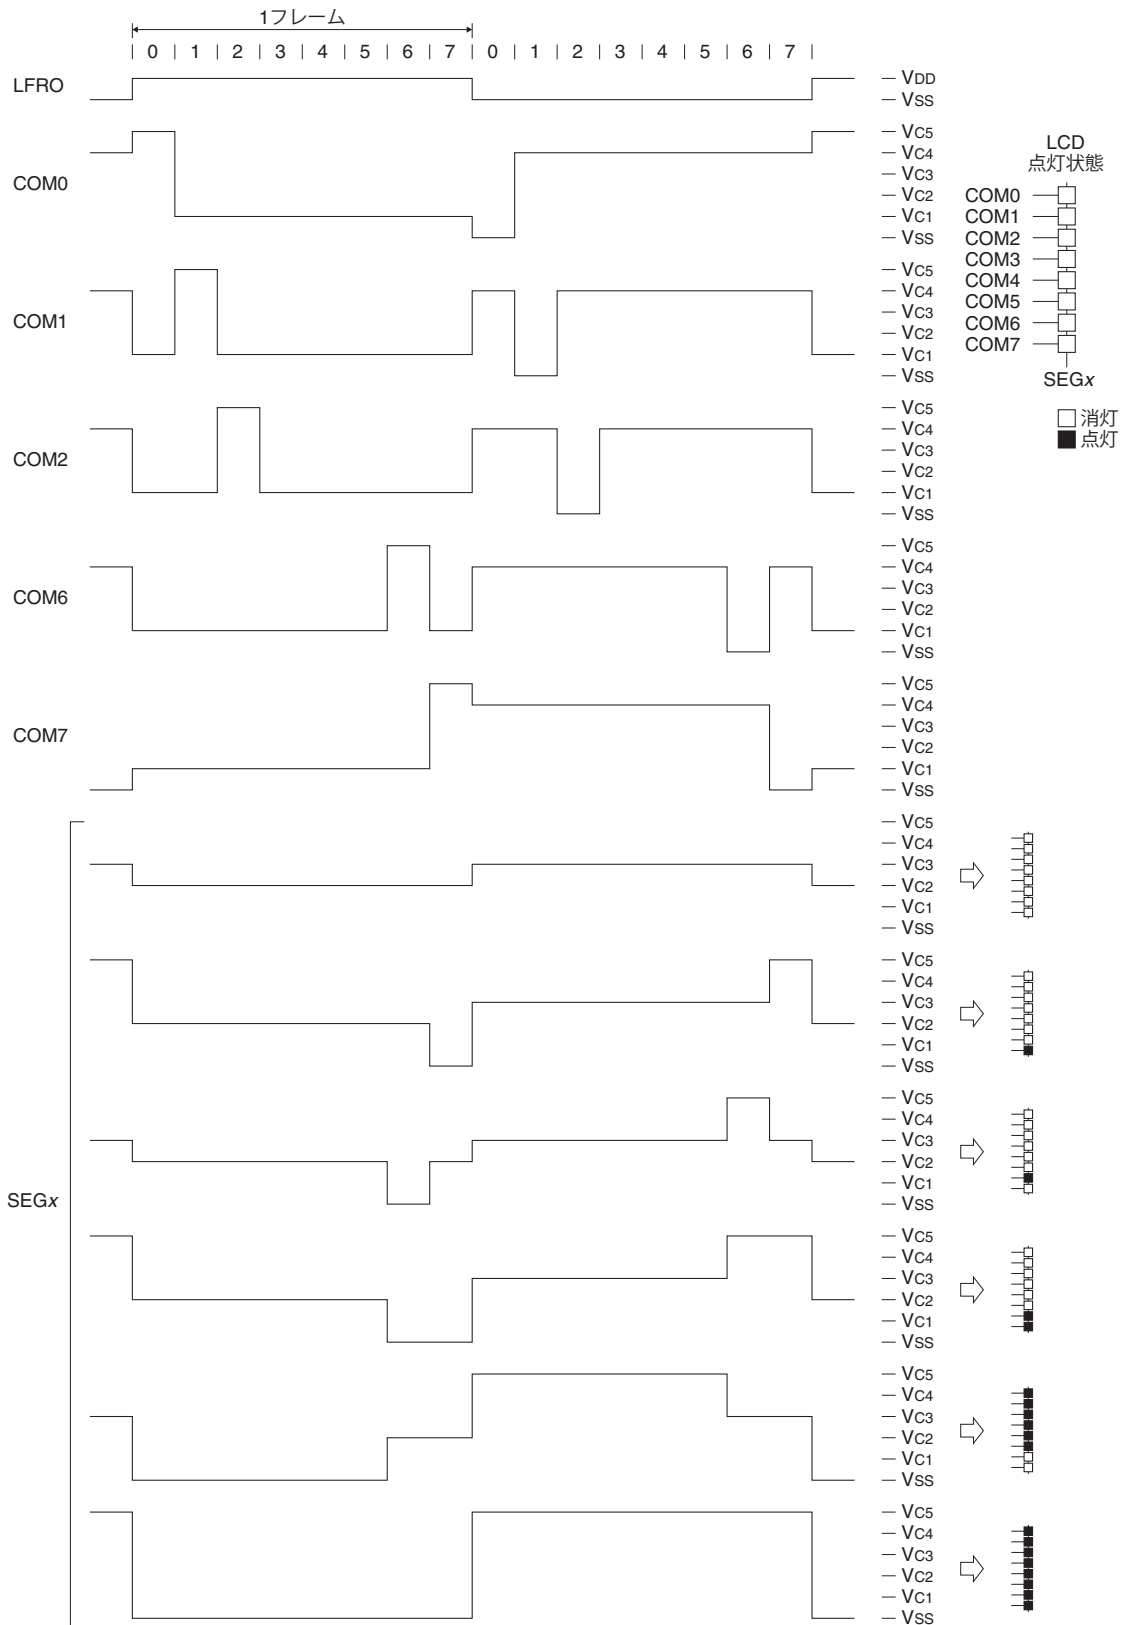 1フレーム
0 | 1 | 2 | 3 | 4 | 5 | 6 | 7 | 0 | 1 | 2 | 3 | 4 | 5 | 6 | 7
LFRO
VDD
VSS
COM0
VC5
VC4
VC3
VC2
VC1
VSS
COM1
VC5
VC4
VC3
VC2
VC1
VSS
COM2
VC5
VC4
VC3
VC2
VC1
VSS
COM6
VC5
VC4
VC3
VC2
VC1
VSS
COM7
VC5
VC4
VC3
VC2
VC1
VSS
SEGx
VC5
VC4
VC3
VC2
VC1
VSS
VC5
VC4
VC3
VC2
VC1
VSS
VC5
VC4
VC3
VC2
VC1
VSS
VC5
VC4
VC3
VC2
VC1
VSS
VC5
VC4
VC3
VC2
VC1
VSS
VC5
VC4
VC3
VC2
VC1
VSS
LCD
点灯状態
COM0
COM1
COM2
COM3
COM4
COM5
COM6
COM7
SEGx
消灯
点灯